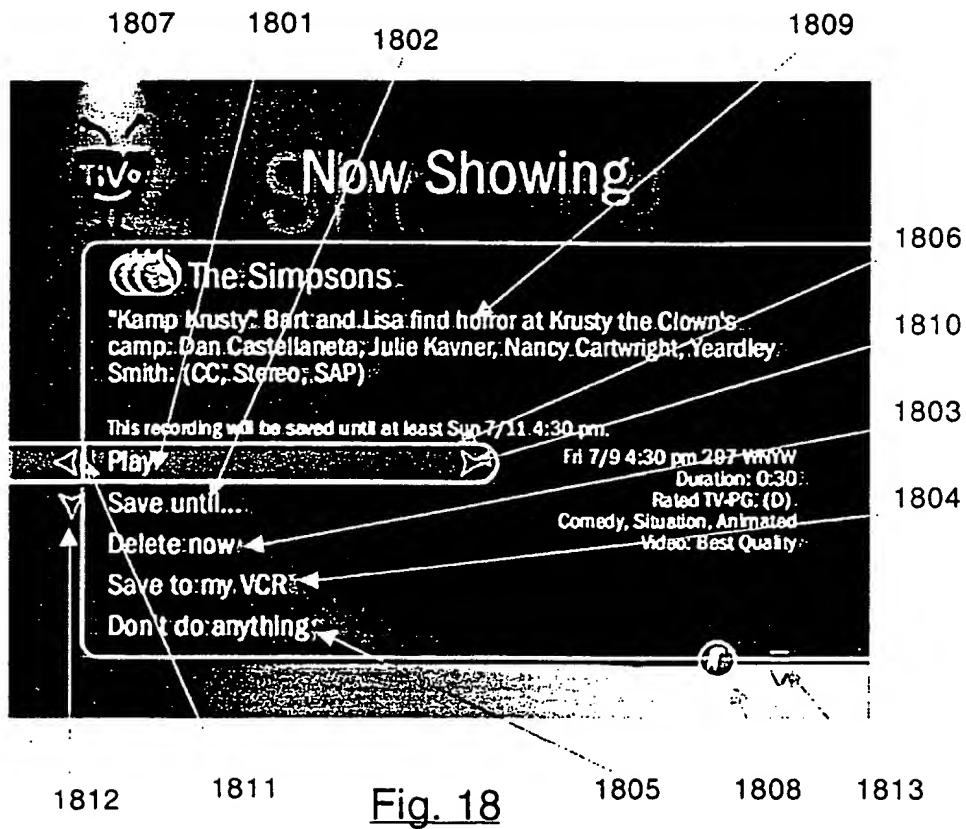 1807 1801 1802 1809
TiVo
Now Showing
The Simpsons
"Kamp Krusty" Bart and Lisa find horror at Krusty the Clown's
camp. Dan Castellaneta, Julie Kavner, Nancy Cartwright, Yeardley
Smith. (CC, Stereo, SAP)
This recording will be saved until at least Sun 7/11 4:30 pm.
Play
Fri 7/9 4:30 pm 287 WNYW
Save until...
Duration: 0:30.
Rated TV-PG. (D).
Delete now
Comedy, Situation, Animated
Video: Best Quality
Save to my VCR
Don't do anything
1806
1810
1803
1804
1812 1811 1805 1808 1813
Fig. 18